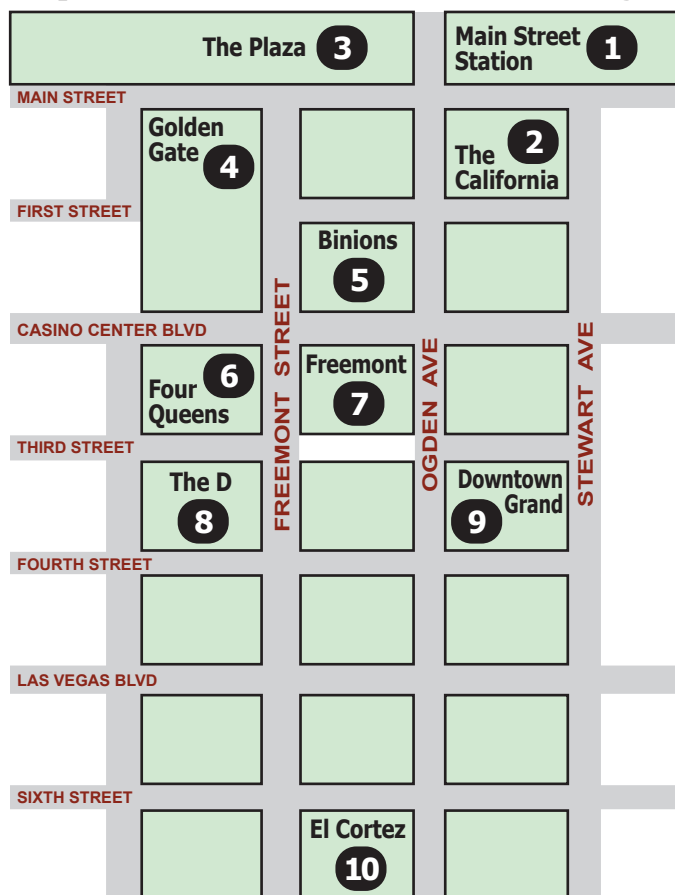 The Plaza 3
Main Street
Station 1
MAIN STREET
Golden
Gate 4
The
California 2
FIRST STREET
Binions
5
CASINO CENTER BLVD
FREEMONT STREET
OGDEN AVE
STEWART AVE
Four
Queens 6
Freemont
7
THIRD STREET
The D
8
Downtown
Grand
9
FOURTH STREET
LAS VEGAS BLVD
SIXTH STREET
El Cortez
10